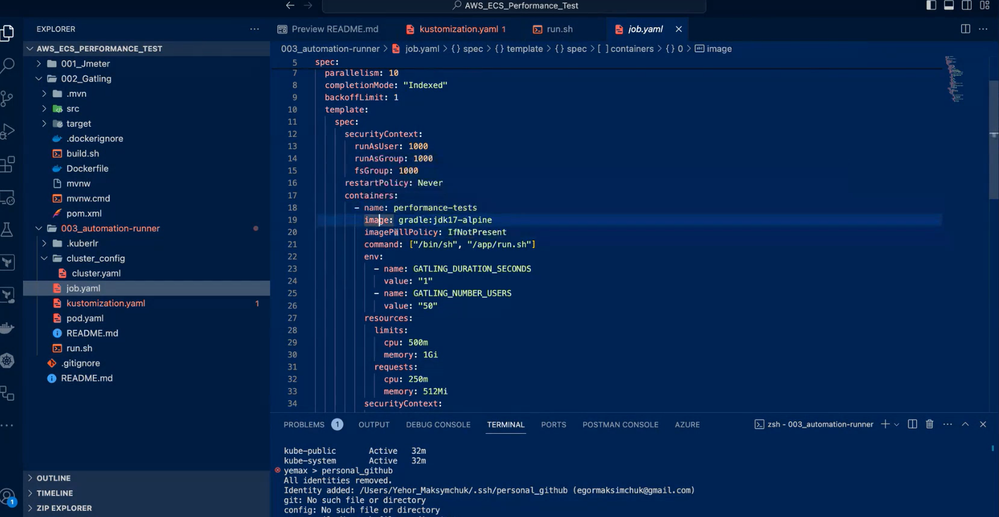 AWS_ECS_Performance_Test
EXPLORER
AWS_ECS_PERFORMANCE_TEST
001_Jmeter
002_Gatling
.mvn
src
target
.dockerignore
build.sh
Dockerfile
mvnw
mvnw.cmd
pom.xml
003_automation-runner
.kuberlr
cluster_config
cluster.yaml
job.yaml
kustomization.yaml 1
pod.yaml
README.md
run.sh
.gitignore
README.md
OUTLINE
TIMELINE
ZIP EXPLORER
1
Preview README.md kustomization.yaml 1 run.sh job.yaml
003_automation-runner > job.yaml > {} spec > {} template > {} spec > [ ] containers > {} 0 > image
5 spec:
7 parallelism: 10
8 completionMode: "Indexed"
9 backoffLimit: 1
10 template:
11 spec:
12 securityContext:
13 runAsUser: 1000
14 runAsGroup: 1000
15 fsGroup: 1000
16 restartPolicy: Never
17 containers:
18 - name: performance-tests
19 image: gradle:jdk17-alpine
20 imagePullPolicy: IfNotPresent
21 command: ["/bin/sh", "/app/run.sh"]
22 env:
23 - name: GATLING_DURATION_SECONDS
24 value: "1"
25 - name: GATLING_NUMBER_USERS
26 value: "50"
27 resources:
28 limits:
29 cpu: 500m
30 memory: 1Gi
31 requests:
32 cpu: 250m
33 memory: 512Mi
34 securityContext:
PROBLEMS 1 OUTPUT DEBUG CONSOLE TERMINAL PORTS POSTMAN CONSOLE AZURE zsh - 003_automation-runner
kube-public Active 32m
kube-system Active 32m
yemax > personal_github
All identities removed.
Identity added: /Users/Yehor_Maksymchuk/.ssh/personal_github (egormaksimchuk@gmail.com)
git: No such file or directory
config: No such file or directory